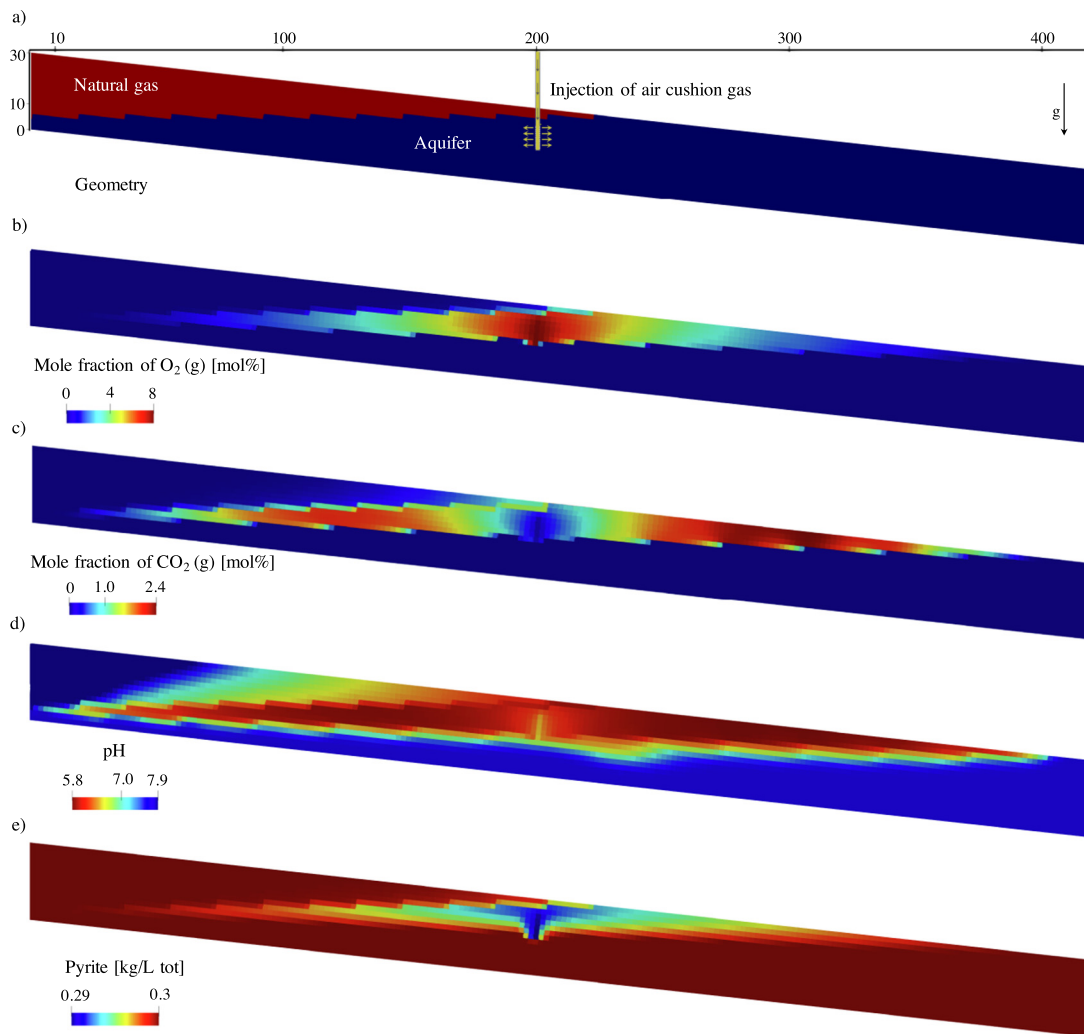 a)
10 100 200 300 400
30
Natural gas
Injection of air cushion gas
10
g
0
Aquifer
Geometry
b)
Mole fraction of O₂ (g) [mol%]
0 4 8
c)
Mole fraction of CO₂ (g) [mol%]
0 1.0 2.4
d)
pH
5.8 7.0 7.9
e)
Pyrite [kg/L tot]
0.29 0.3